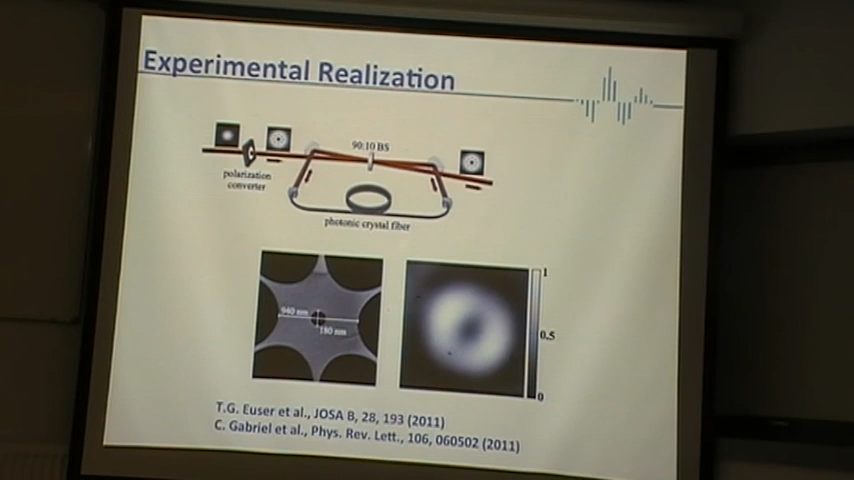 Experimental Realization
90:10 BS
polarization
converter
photonic crystal fiber
940 nm
180 nm
1
0.5
0
T.G. Euser et al., JOSA B, 28, 193 (2011)
C. Gabriel et al., Phys. Rev. Lett., 106, 060502 (2011)